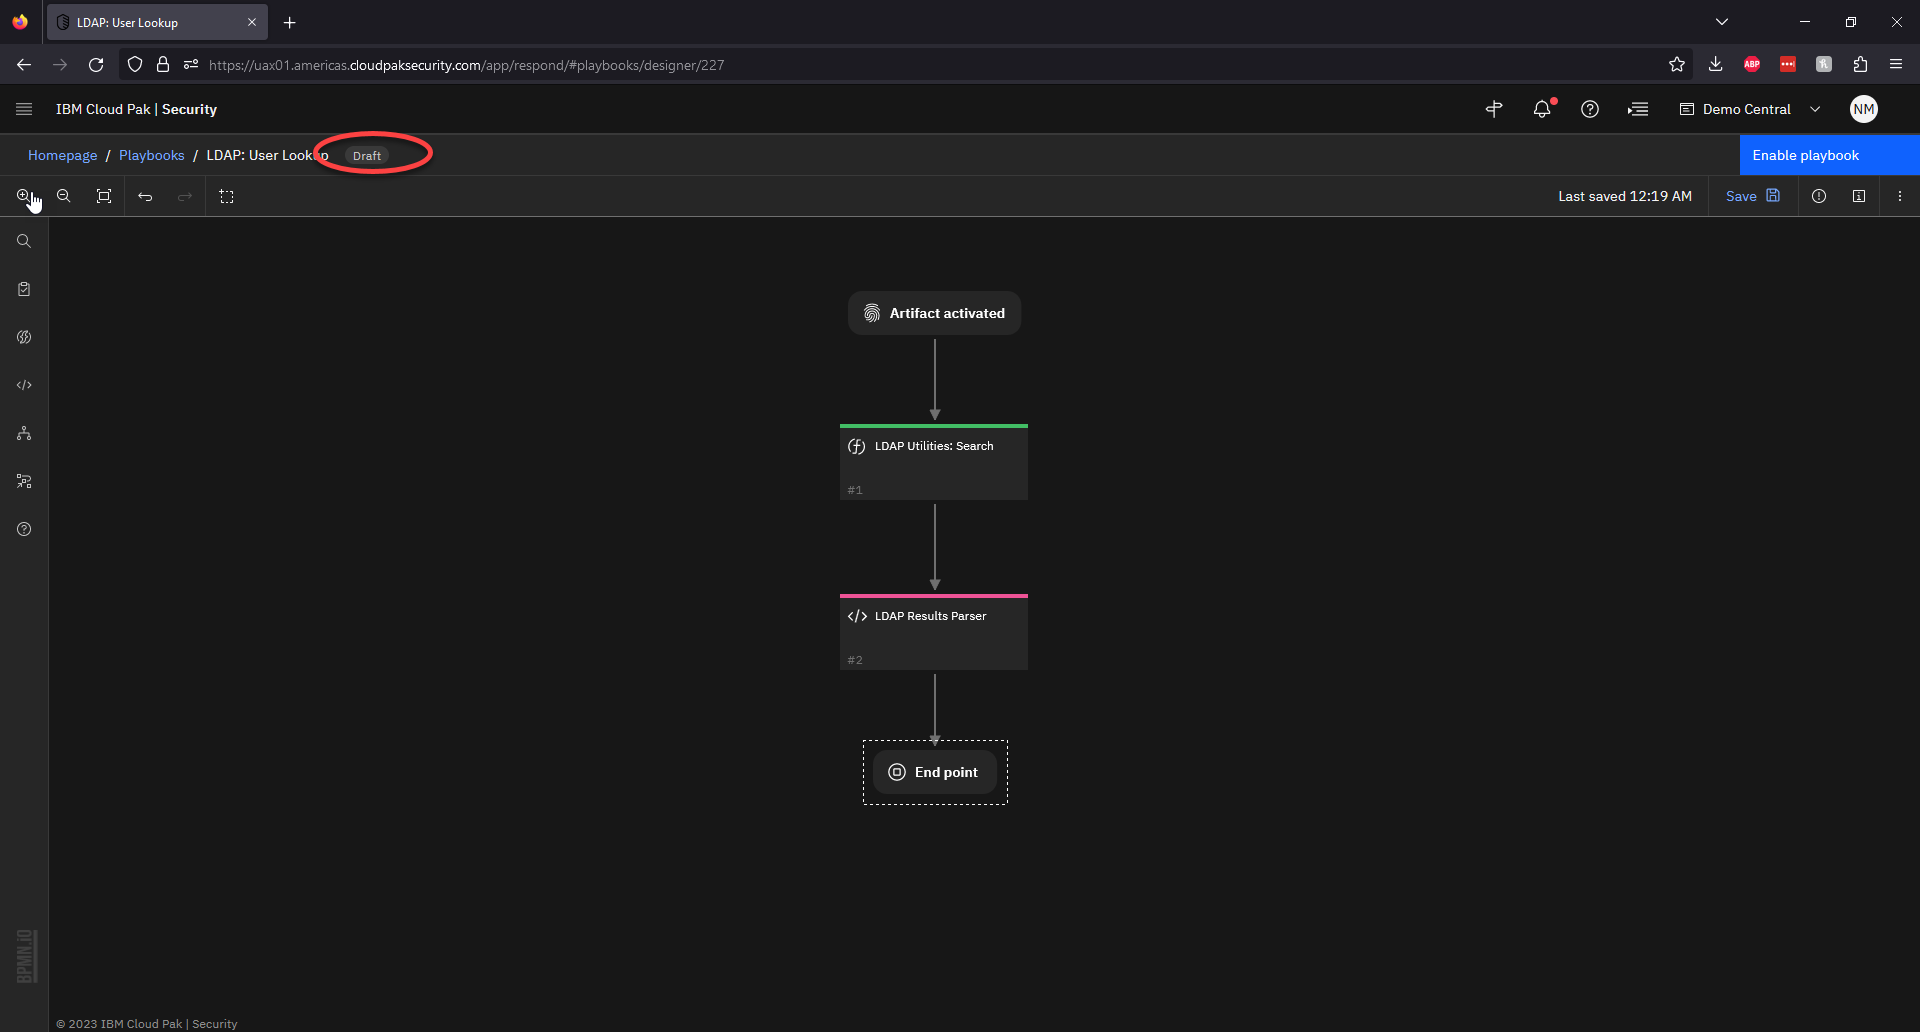 LDAP: User Lookup
https://uax01.americas.cloudpaksecurity.com/app/respond/#playbooks/designer/227
ABP
IBM Cloud Pak | Security
Demo Central
NM
Homepage / Playbooks / LDAP: User Lookup
Draft
Enable playbook
Last saved 12:19 AM
Save
Artifact activated
LDAP Utilities: Search
#1
LDAP Results Parser
#2
End point
BPMN.iO
© 2023 IBM Cloud Pak | Security